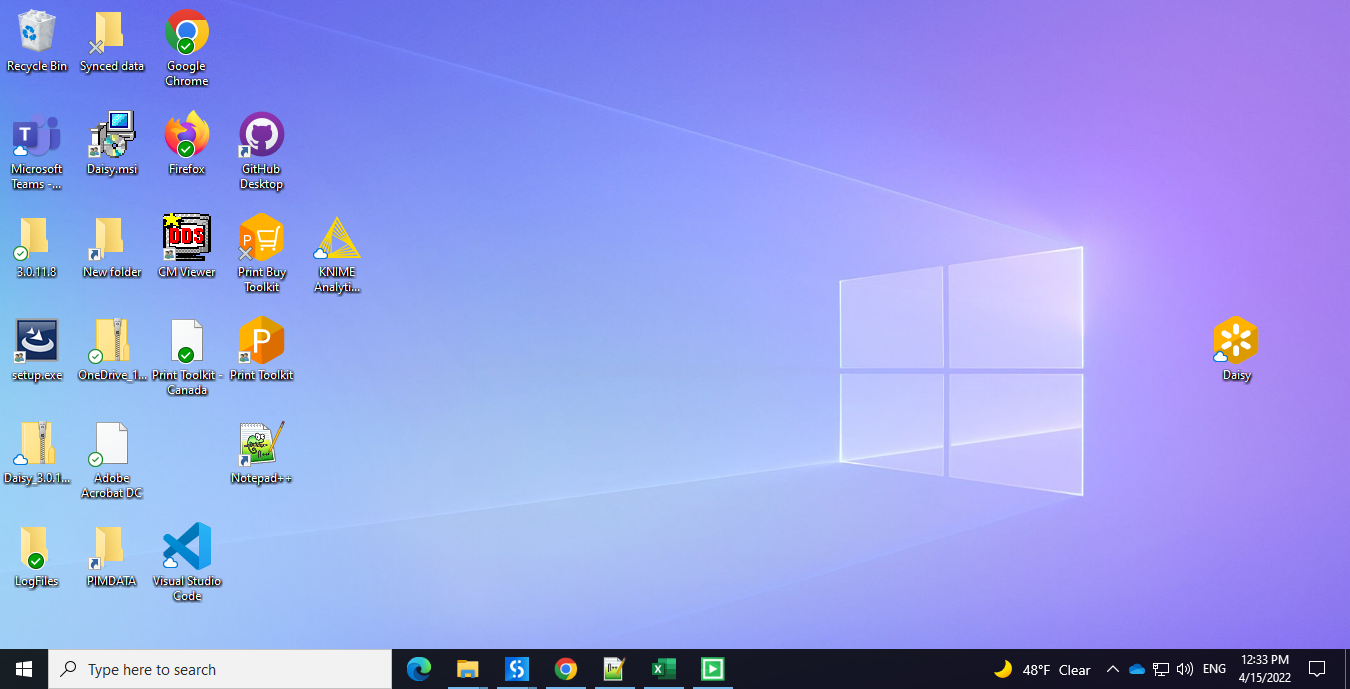 Recycle Bin
Synced data
Google
Chrome
T
Microsoft
Teams -...
Daisy.msi
Firefox
GitHub
Desktop
3.0.11.8
New folder
DDS
CM Viewer
P
Print Buy
Toolkit
KNIME
Analyti...
setup.exe
OneDrive_1...
Print Toolkit -
Canada
P
Print Toolkit
Daisy
Daisy_3.0.1...
Adobe
Acrobat DC
Notepad++
LogFiles
PIMDATA
Visual Studio
Code
Type here to search
48°F Clear
ENG
12:33 PM
4/15/2022